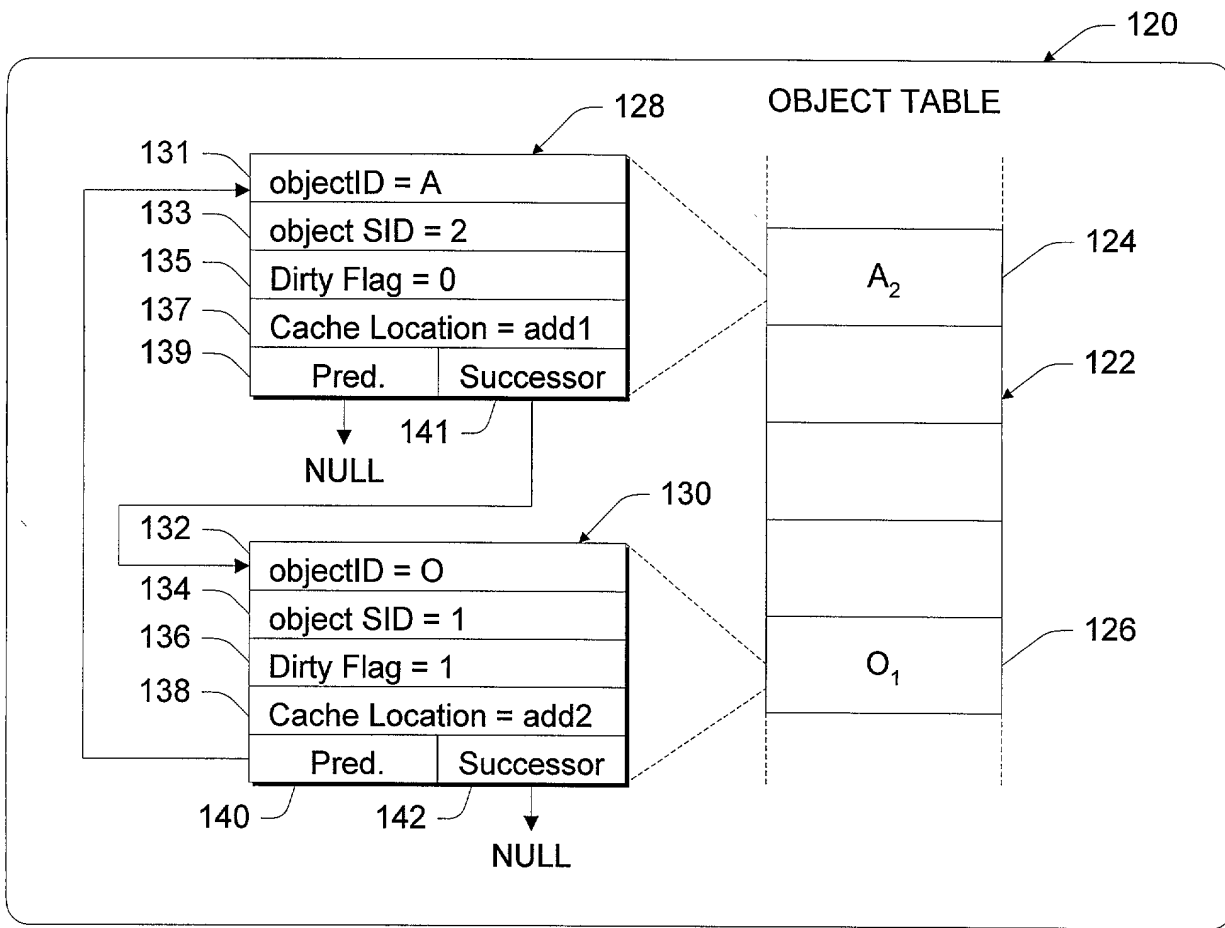 120
OBJECT TABLE
128
131
objectID = A
133
object SID = 2
135
Dirty Flag = 0
137
Cache Location = add1
139
Pred. Successor
141
NULL
124
A₂
122
130
132
objectID = O
134
object SID = 1
136
Dirty Flag = 1
138
Cache Location = add2
Pred. Successor
140
142
NULL
126
O₁